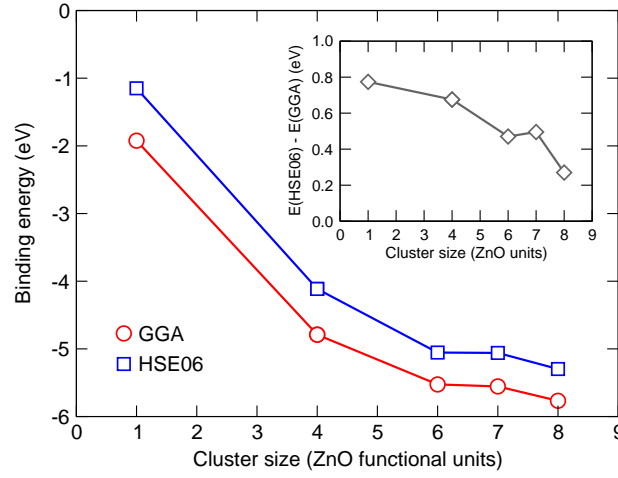 0
-1
-2
-3
-4
-5
-6
Binding energy (eV)
0 1 2 3 4 5 6 7 8 9
Cluster size (ZnO functional units)
GGA
HSE06
1.0
0.8
0.6
0.4
0.2
0.0
E(HSE06) - E(GGA) (eV)
0 1 2 3 4 5 6 7 8 9
Cluster size (ZnO units)